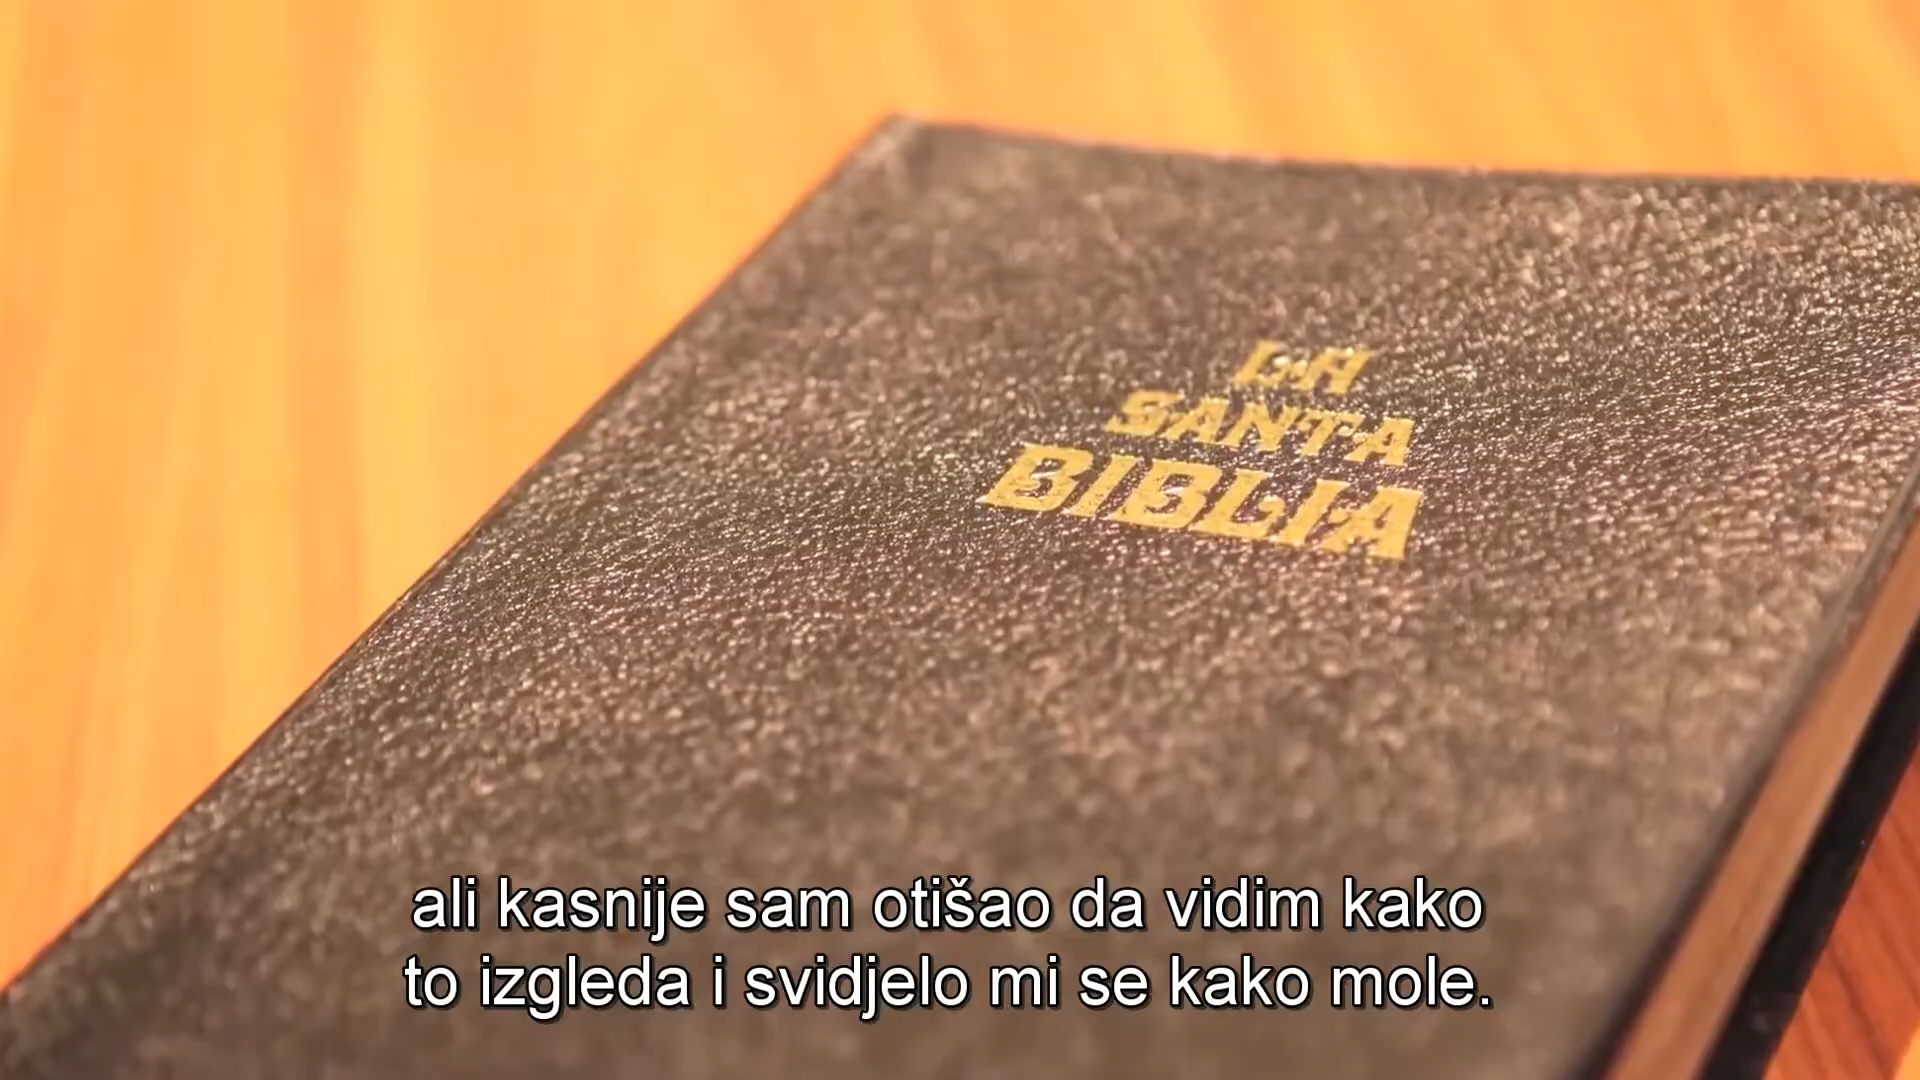 LA
SANTA
BIBLIA
ali kasnije sam otišao da vidim kako
to izgleda i svidjelo mi se kako mole.